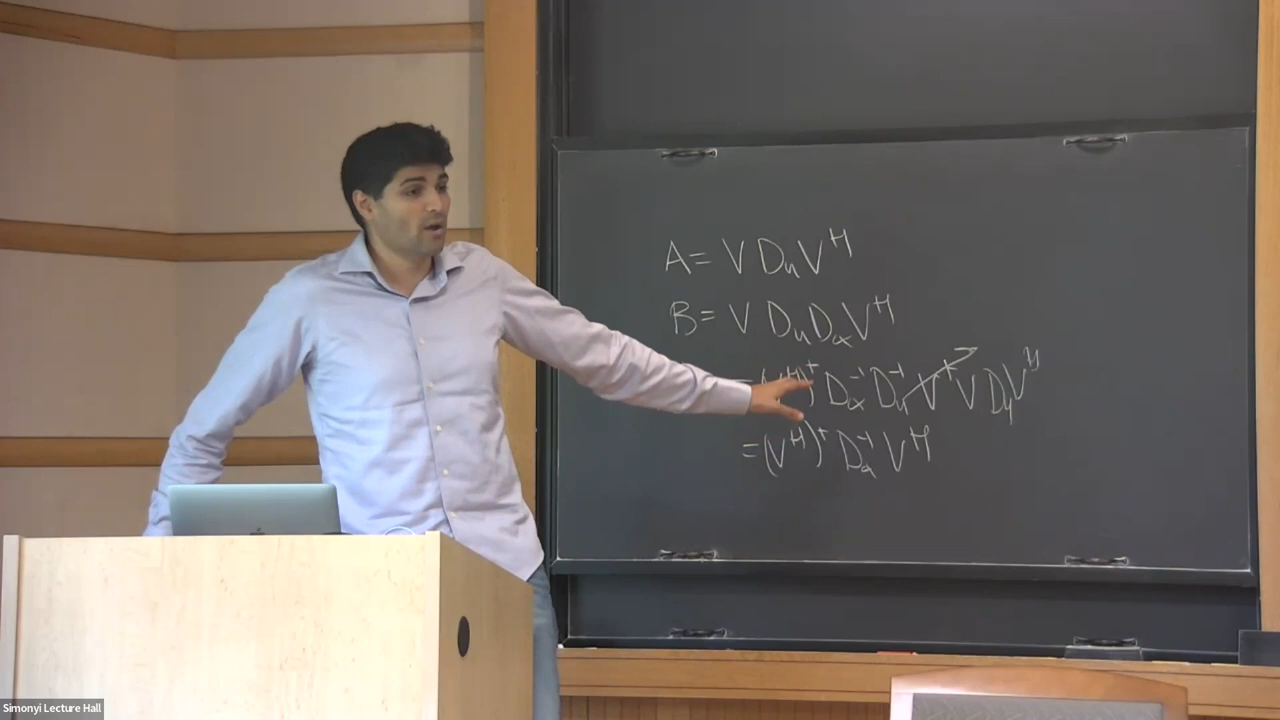 A = V D_u V^H
B = V D_u D_α V^H
= (V^H)^+ D_α^{-1} D_u^{-1} V^+ V D_u V^H
= (V^H)^+ D_α^{-1} V^H
Simonyi Lecture Hall